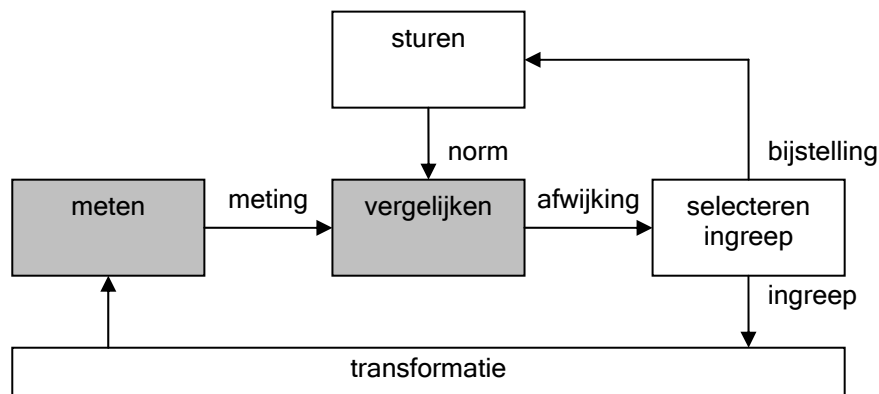 sturen
norm
bijstelling
meten
meting
vergelijken
afwijking
selecteren
ingreep
ingreep
transformatie